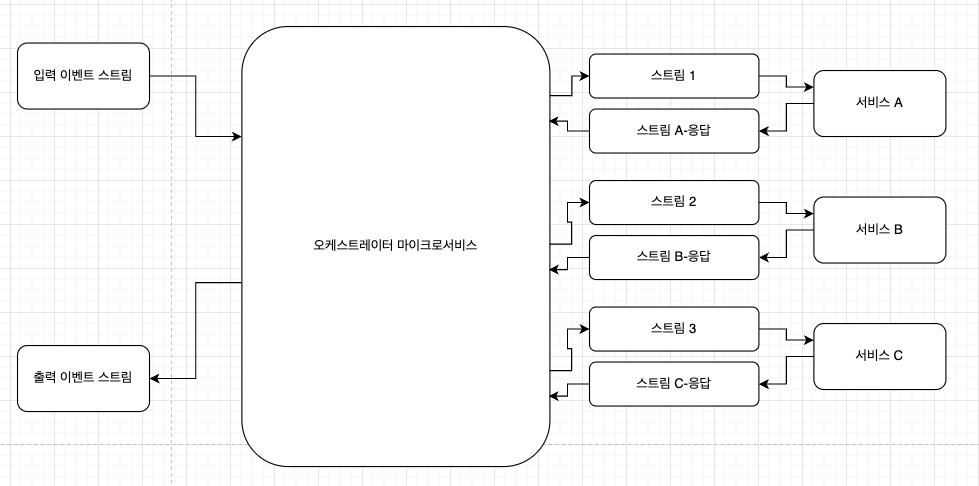 입력 이벤트 스트림
출력 이벤트 스트림
오케스트레이터 마이크로서비스
스트림 1
스트림 A-응답
서비스 A
스트림 2
스트림 B-응답
서비스 B
스트림 3
스트림 C-응답
서비스 C